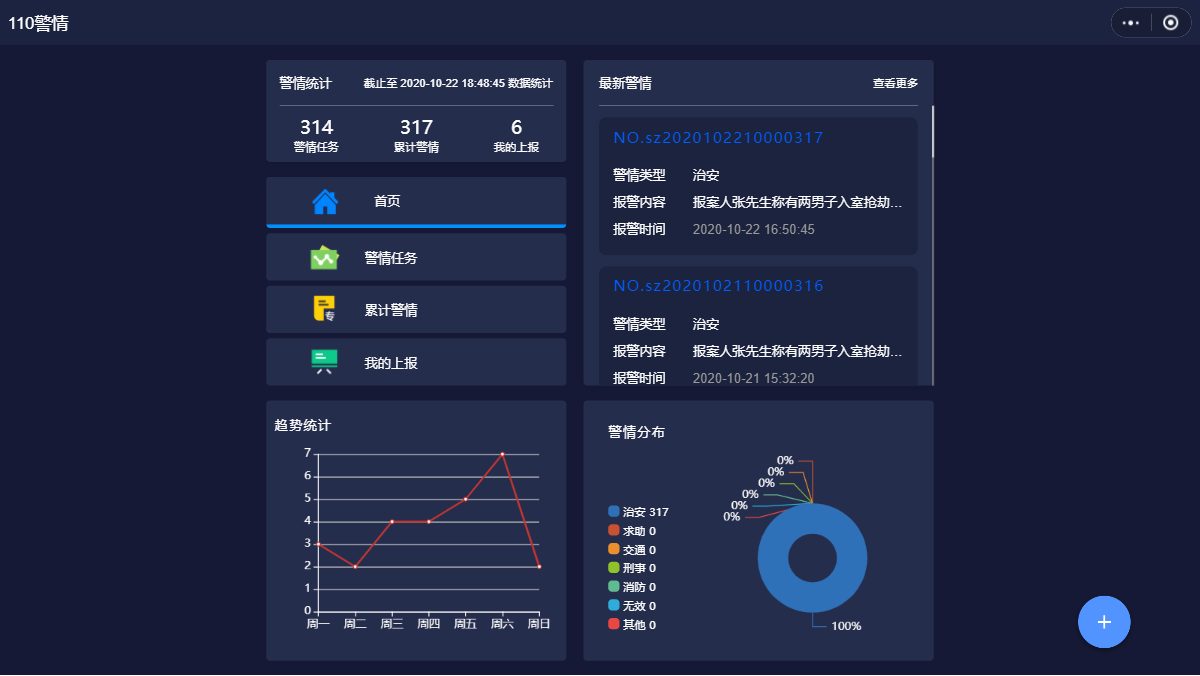 110警情
警情统计 截止至 2020-10-22 18:48:45 数据统计
314 317 6
警情任务 累计警情 我的上报
首页
警情任务
专
累计警情
我的上报
最新警情 查看更多
NO.sz2020102210000317
警情类型 治安
报警内容 报案人张先生称有两男子入室抢劫...
报警时间 2020-10-22 16:50:45
NO.sz2020102110000316
警情类型 治安
报警内容 报案人张先生称有两男子入室抢劫...
报警时间 2020-10-21 15:32:20
趋势统计
7
6
5
4
3
2
1
0
周一 周二 周三 周四 周五 周六 周日
警情分布
0%
0%
0%
0%
0%
0%
治安 317
求助 0
交通 0
刑事 0
消防 0
无效 0
其他 0
100%
+